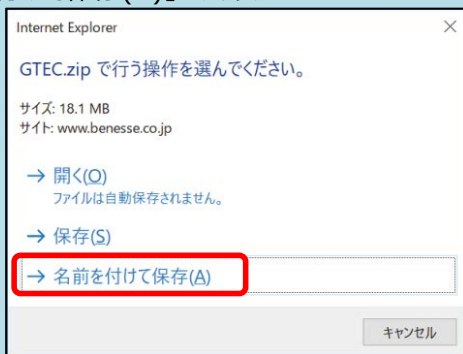 Internet Explorer
GTEC.zip で行う操作を選んでください。
サイズ: 18.1 MB
サイト: www.benesse.co.jp
→ 開く(O)
ファイルは自動保存されません。
→ 保存(S)
→ 名前を付けて保存(A)
キャンセル